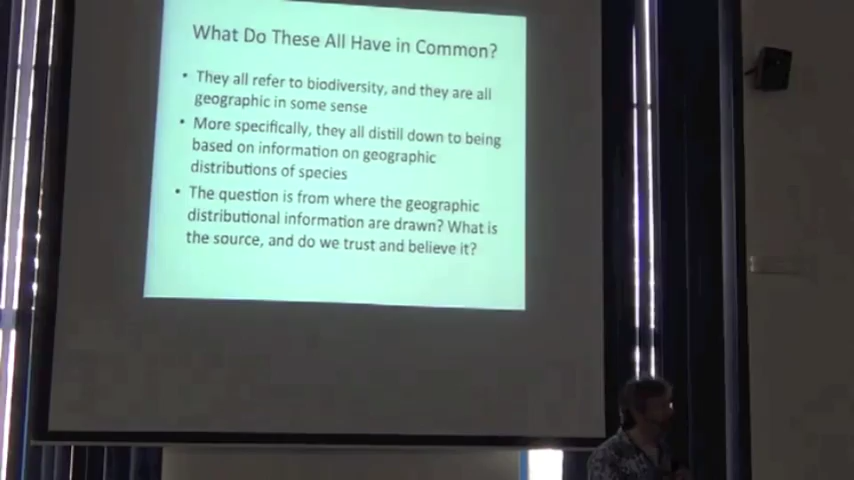 What Do These All Have in Common?
• They all refer to biodiversity, and they are all
geographic in some sense
• More specifically, they all distill down to being
based on information on geographic
distributions of species
• The question is from where the geographic
distributional information are drawn? What is
the source, and do we trust and believe it?